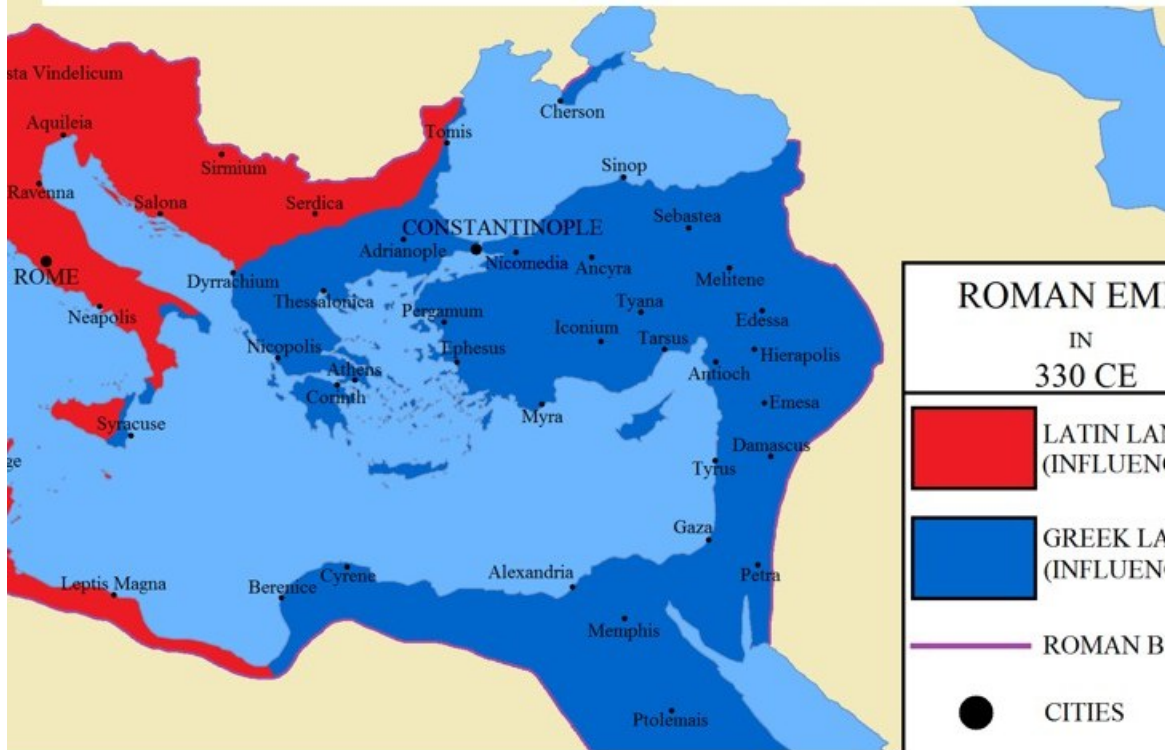 sta Vindelicum
Aquileia
Sirmium
Ravenna
Salona
Serdica
Tomis
Cherson
Sinop
Sebastea
CONSTANTINOPLE
Adrianople
Nicomedia
Ancyra
Melitene
ROME
Neapolis
Dyrrachium
Thessalonica
Pergamum
Tyana
Edessa
Iconium
Tarsus
Hierapolis
Nicopolis
Ephesus
Athens
Corinth
Antioch
Myra
Emesa
Syracuse
ge
Damascus
Tyrus
Gaza
Petra
Leptis Magna
Berenice
Cyrene
Alexandria
Memphis
Ptolemais
ROMAN EMI
IN
330 CE
LATIN LAN
(INFLUENC
GREEK LA
(INFLUENC
ROMAN B
CITIES